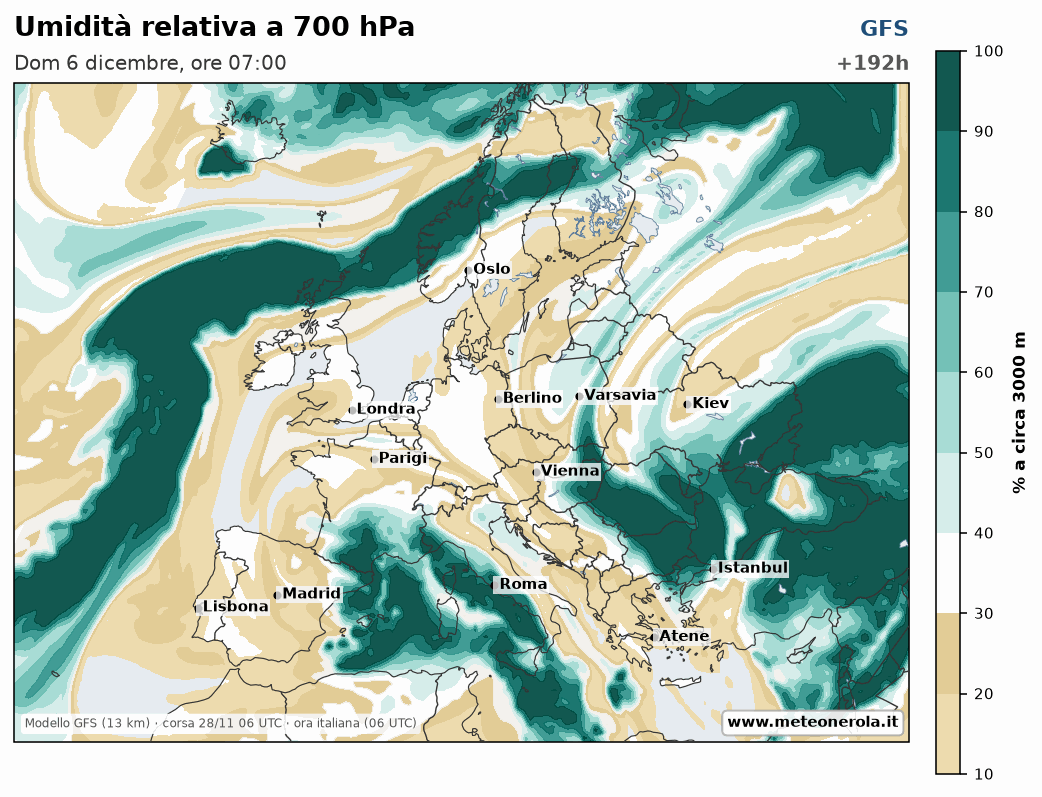 Umidità relativa a 700 hPa
GFS
Dom 6 dicembre, ore 07:00
+192h
100
90
80
70
60
50
40
30
20
10
% a circa 3000 m
Oslo
Berlino
Varsavia
Kiev
Londra
Parigi
Vienna
Istanbul
Roma
Madrid
Lisbona
Atene
Modello GFS (13 km) · corsa 28/11 06 UTC · ora italiana (06 UTC)
www.meteonerola.it